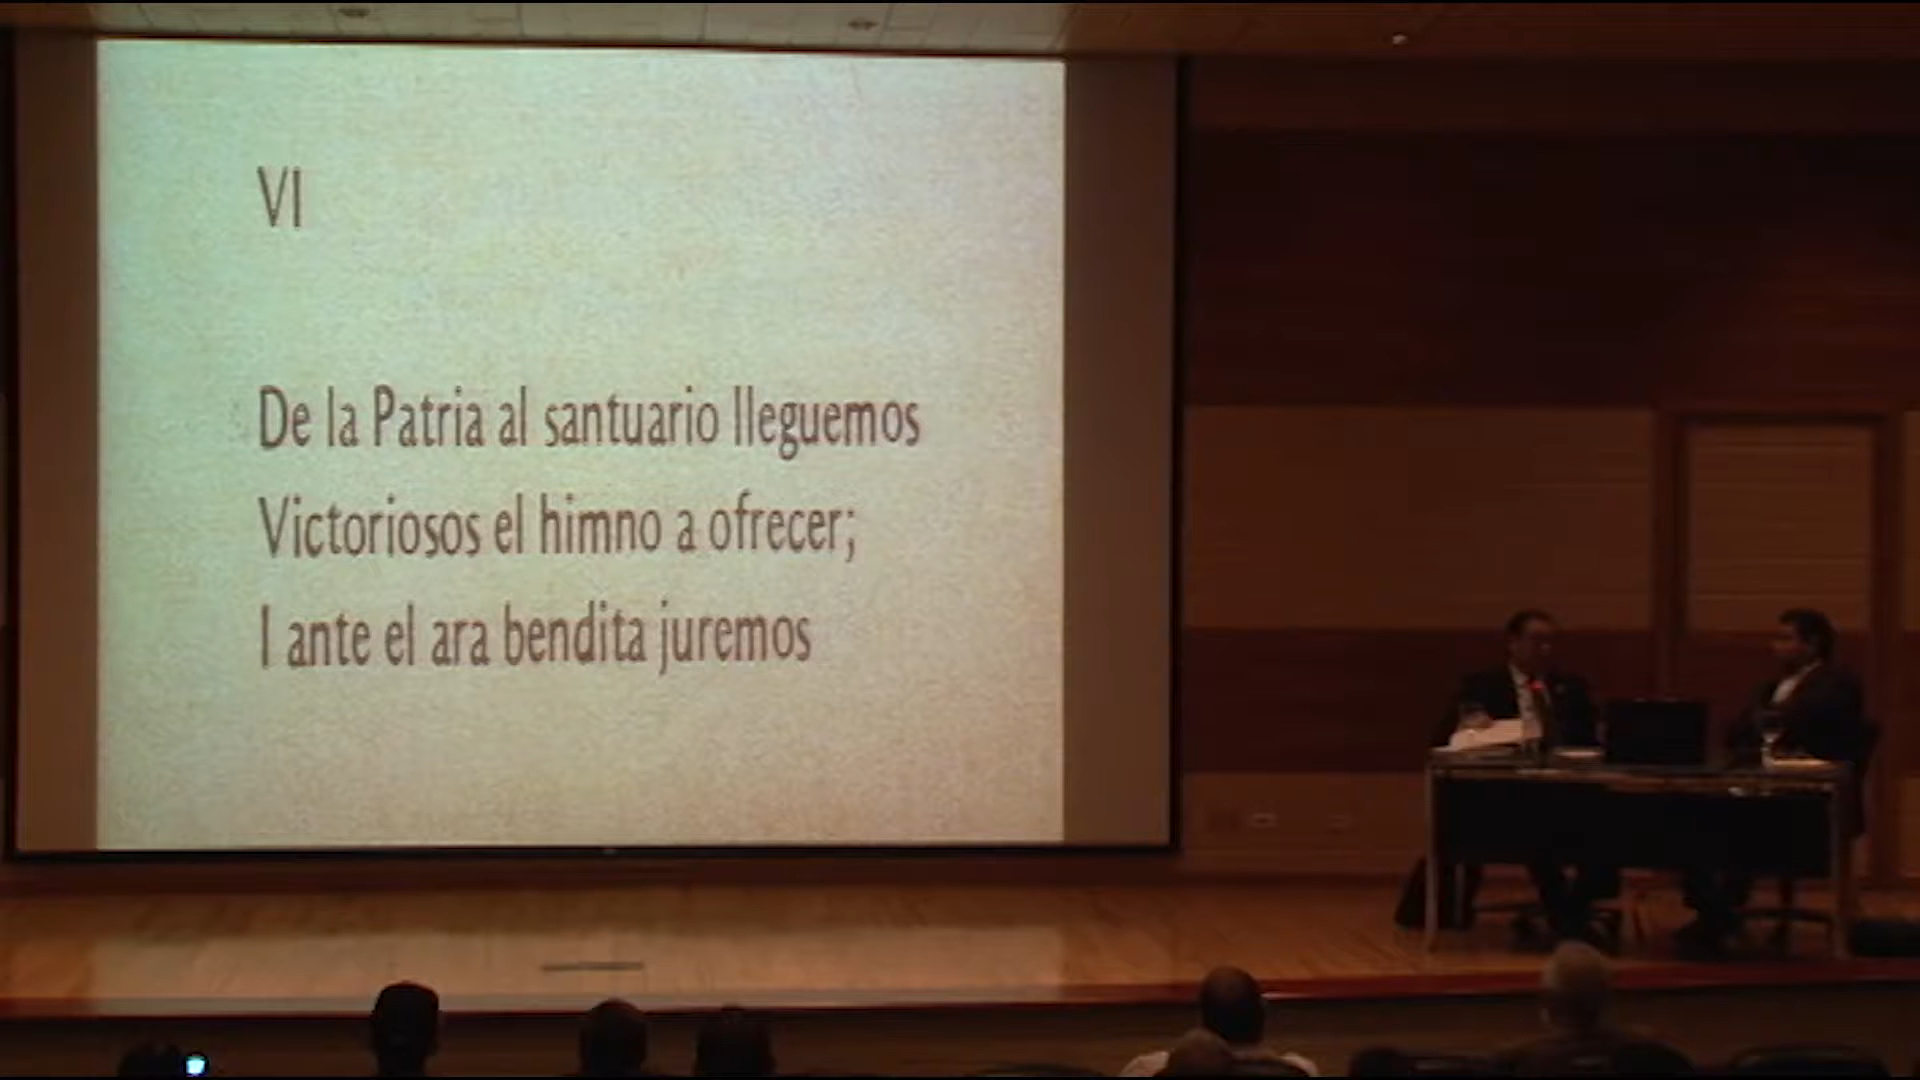 VI
De la Patria al santuario lleguemos
Victoriosos el himno a ofrecer;
I ante el ara bendita juremos